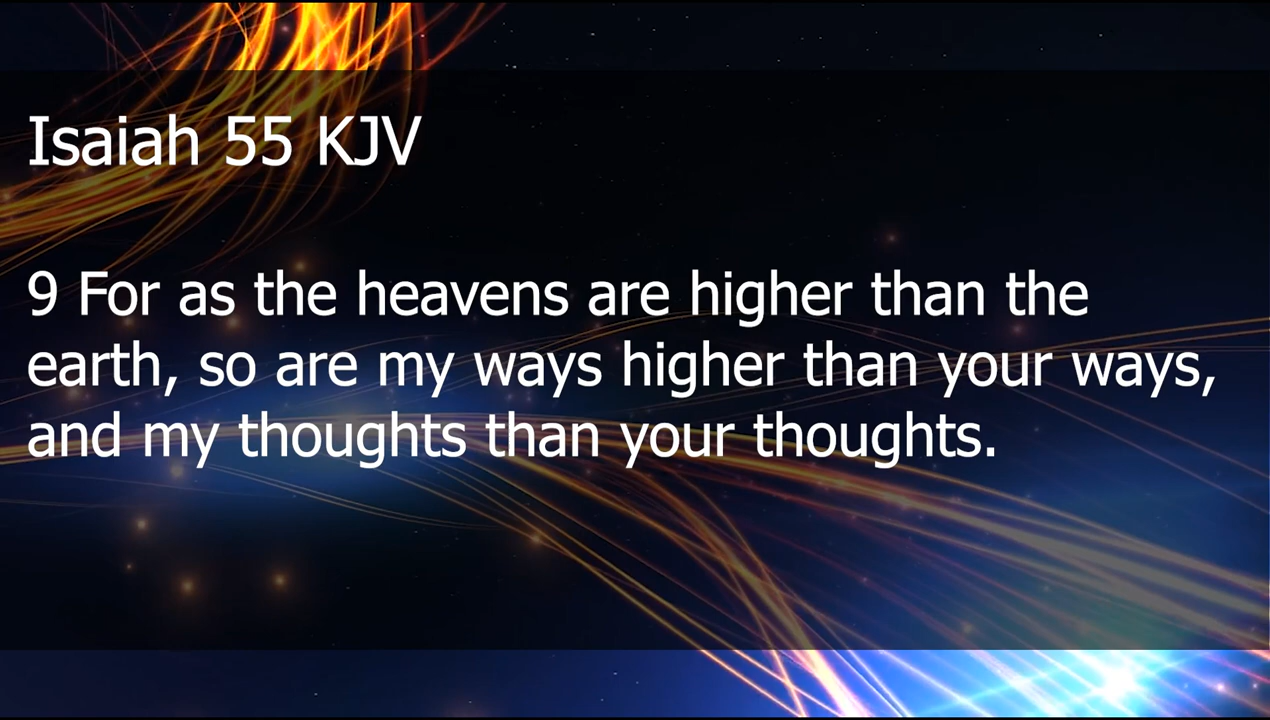 Isaiah 55 KJV
9 For as the heavens are higher than the
earth, so are my ways higher than your ways,
and my thoughts than your thoughts.